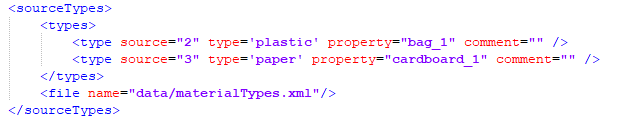 <sourceTypes>
<types>
<type source="2" type='plastic' property="bag_1" comment="" />
<type source="3" type='paper' property="cardboard_1" comment="" />
</types>
<file name="data/materialTypes.xml"/>
</sourceTypes>